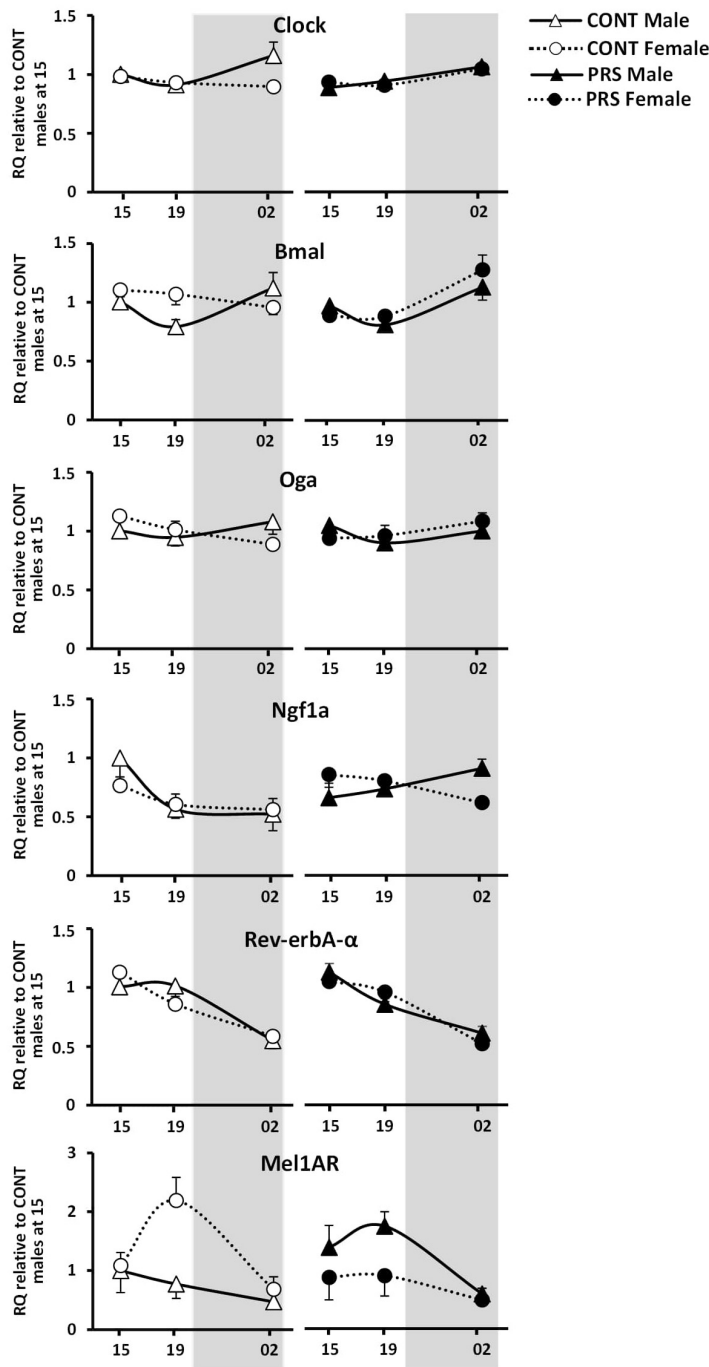 CONT Male
CONT Female
PRS Male
PRS Female
Clock
RQ relative to CONT
males at 15
1.5
1
0.5
0
15 19 02 15 19 02
Bmal
RQ relative to CONT
males at 15
1.5
1
0.5
0
15 19 02 15 19 02
Oga
RQ relative to CONT
males at 15
1.5
1
0.5
0
15 19 02 15 19 02
Ngf1a
RQ relative to CONT
males at 15
1.5
1
0.5
0
15 19 02 15 19 02
Rev-erbA-α
RQ relative to CONT
males at 15
1.5
1
0.5
0
15 19 02 15 19 02
Mel1AR
RQ relative to CONT
males at 15
3
2
1
0
15 19 02 15 19 02